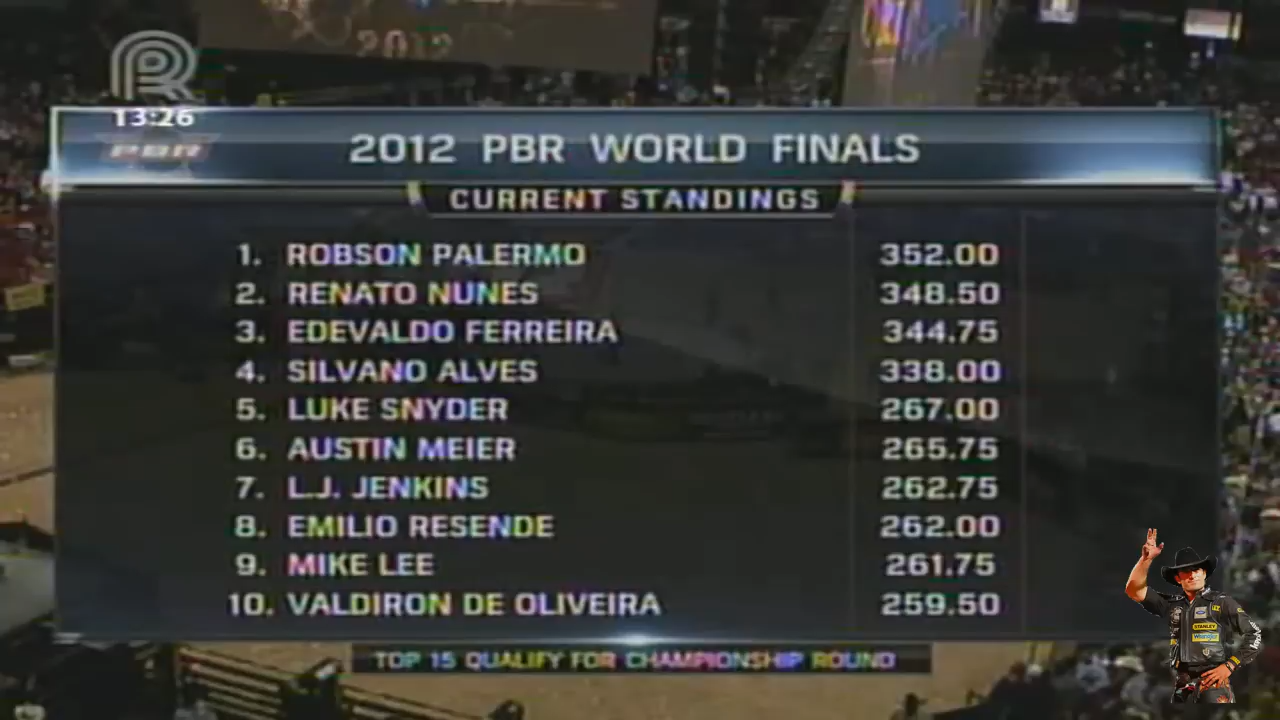 2012
13:26
PBR
2012 PBR WORLD FINALS
CURRENT STANDINGS
1. ROBSON PALERMO 352.00
2. RENATO NUNES 348.50
3. EDEVALDO FERREIRA 344.75
4. SILVANO ALVES 338.00
5. LUKE SNYDER 267.00
6. AUSTIN MEIER 265.75
7. L.J. JENKINS 262.75
8. EMILIO RESENDE 262.00
9. MIKE LEE 261.75
10. VALDIRON DE OLIVEIRA 259.50
STANLEY
Wrangler
TOP 15 QUALIFY FOR CHAMPIONSHIP ROUND